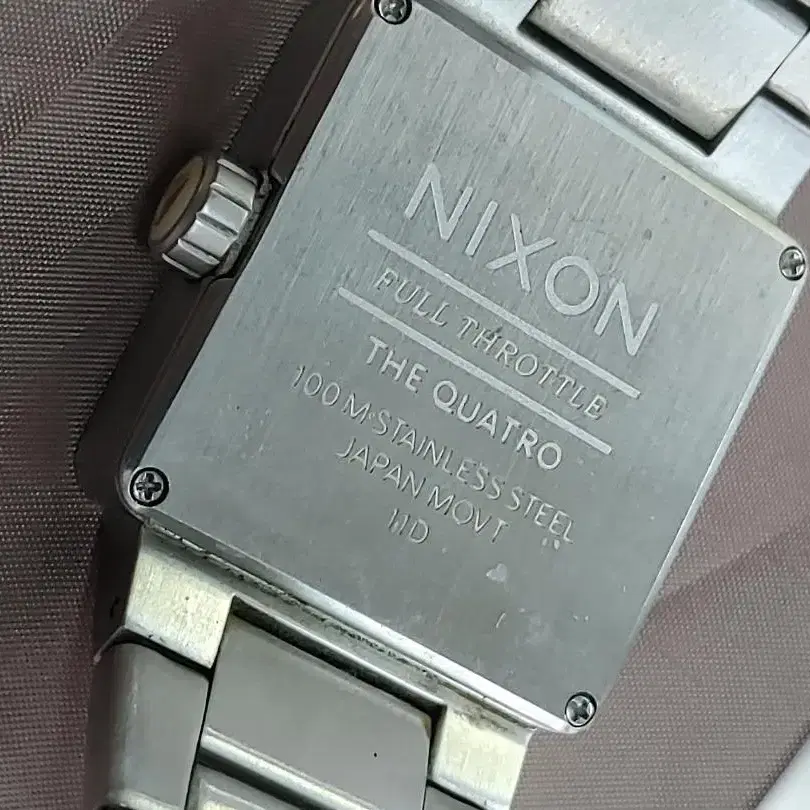 NIXON
FULL THROTTLE
THE QUATRO
100 M·STAINLESS STEEL
JAPAN MOVT
11D